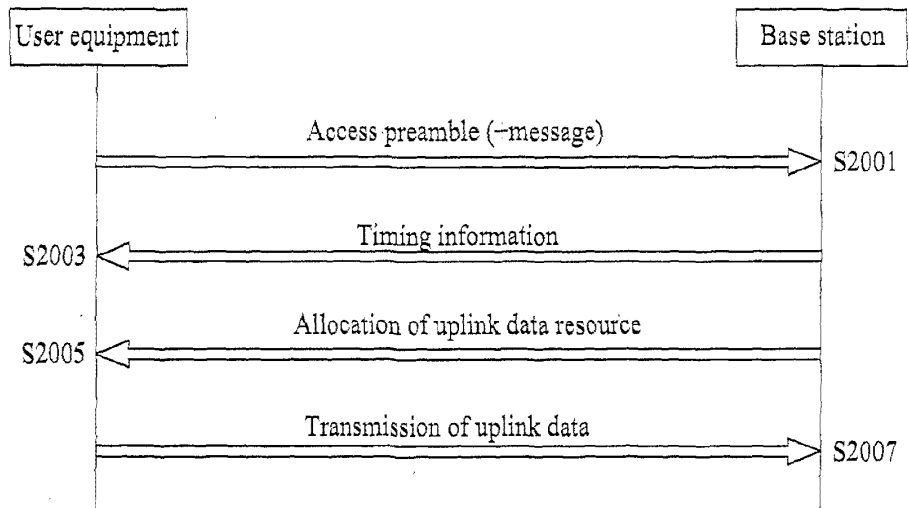 User equipment
Base station
Access preamble (-message)
S2001
Timing information
S2003
Allocation of uplink data resource
S2005
Transmission of uplink data
S2007